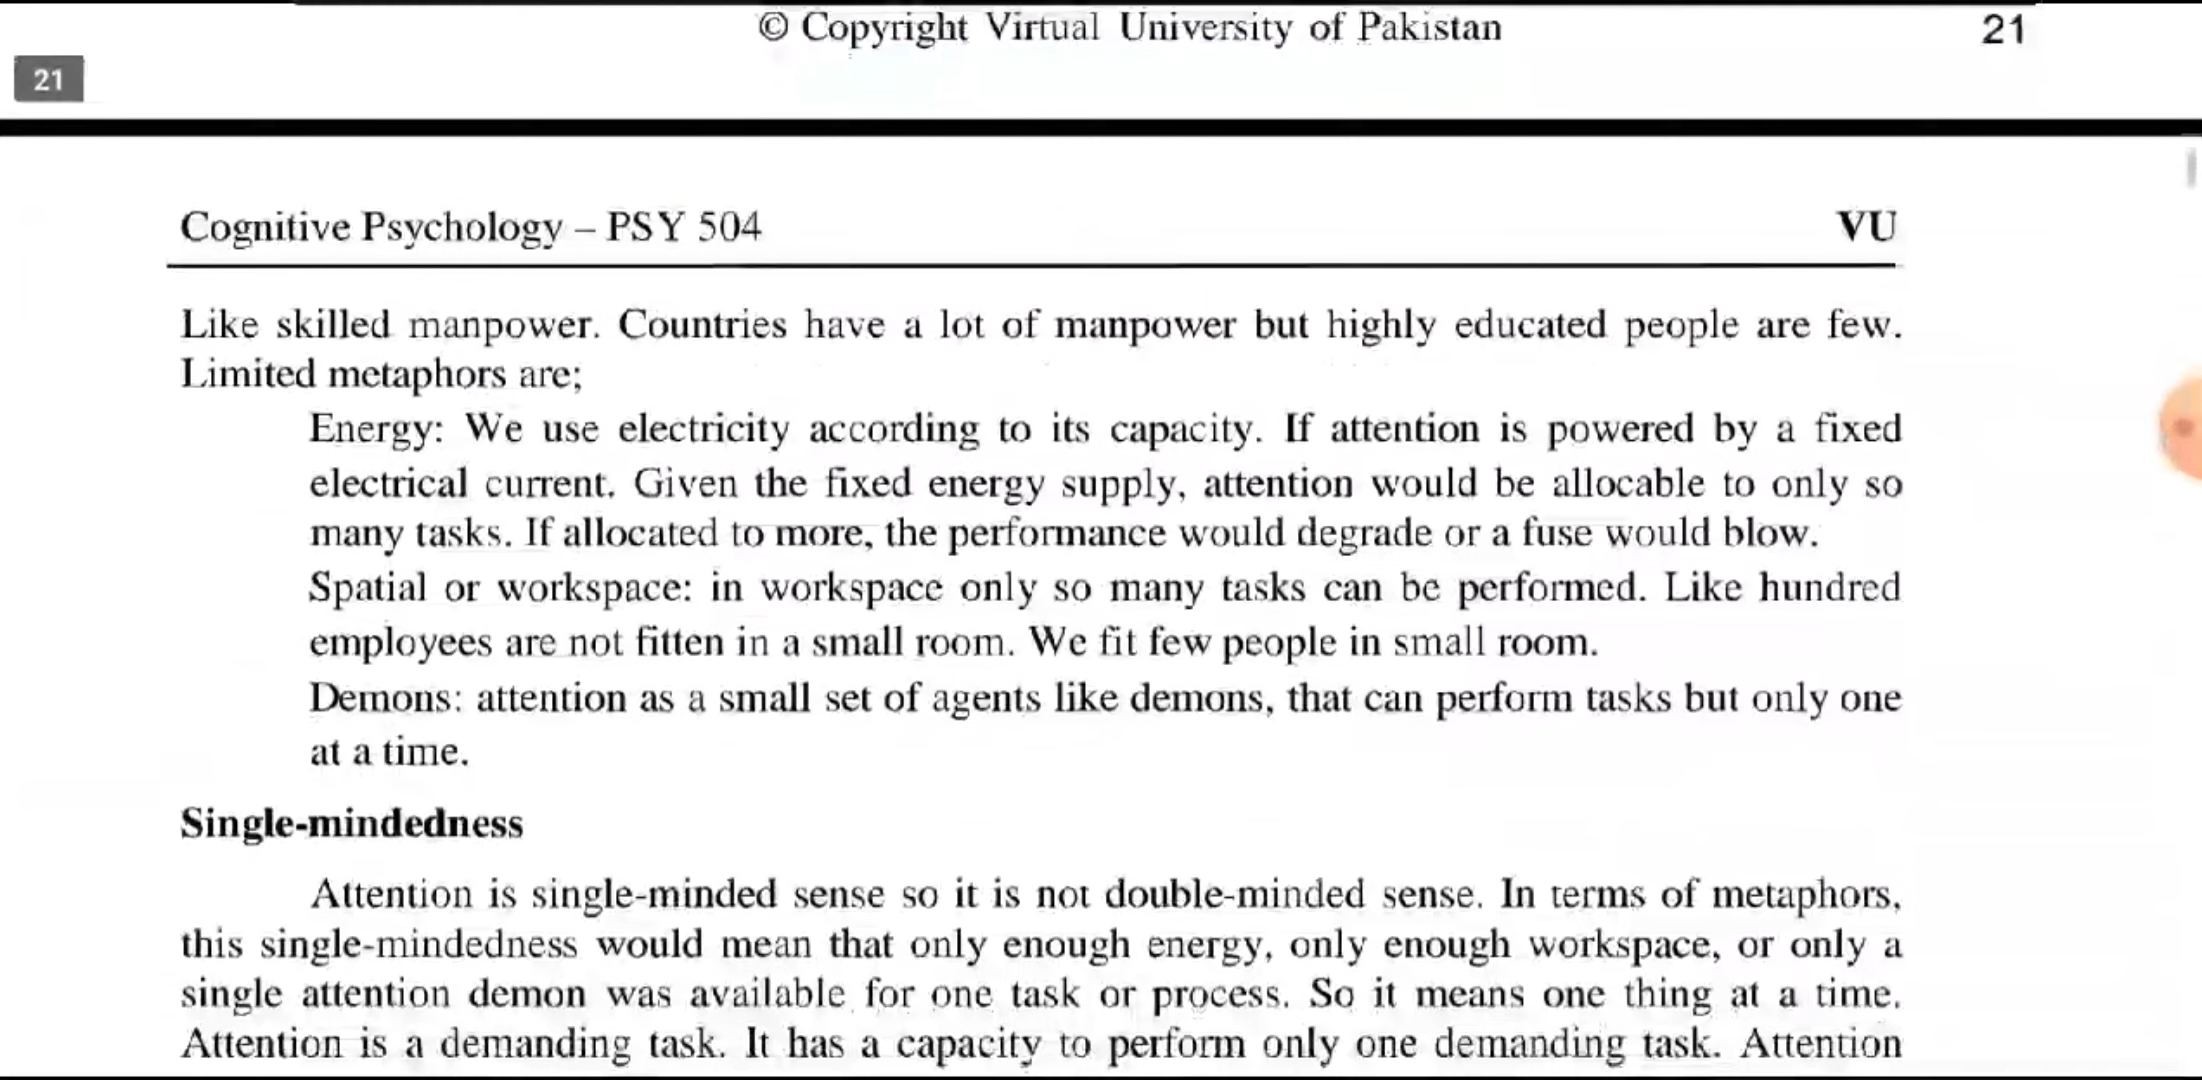 © Copyright Virtual University of Pakistan 21
21
Cognitive Psychology – PSY 504 VU
Like skilled manpower. Countries have a lot of manpower but highly educated people are few.
Limited metaphors are;
Energy: We use electricity according to its capacity. If attention is powered by a fixed
electrical current. Given the fixed energy supply, attention would be allocable to only so
many tasks. If allocated to more, the performance would degrade or a fuse would blow.
Spatial or workspace: in workspace only so many tasks can be performed. Like hundred
employees are not fitten in a small room. We fit few people in small room.
Demons: attention as a small set of agents like demons, that can perform tasks but only one
at a time.
Single-mindedness
Attention is single-minded sense so it is not double-minded sense. In terms of metaphors,
this single-mindedness would mean that only enough energy, only enough workspace, or only a
single attention demon was available for one task or process. So it means one thing at a time.
Attention is a demanding task. It has a capacity to perform only one demanding task. Attention